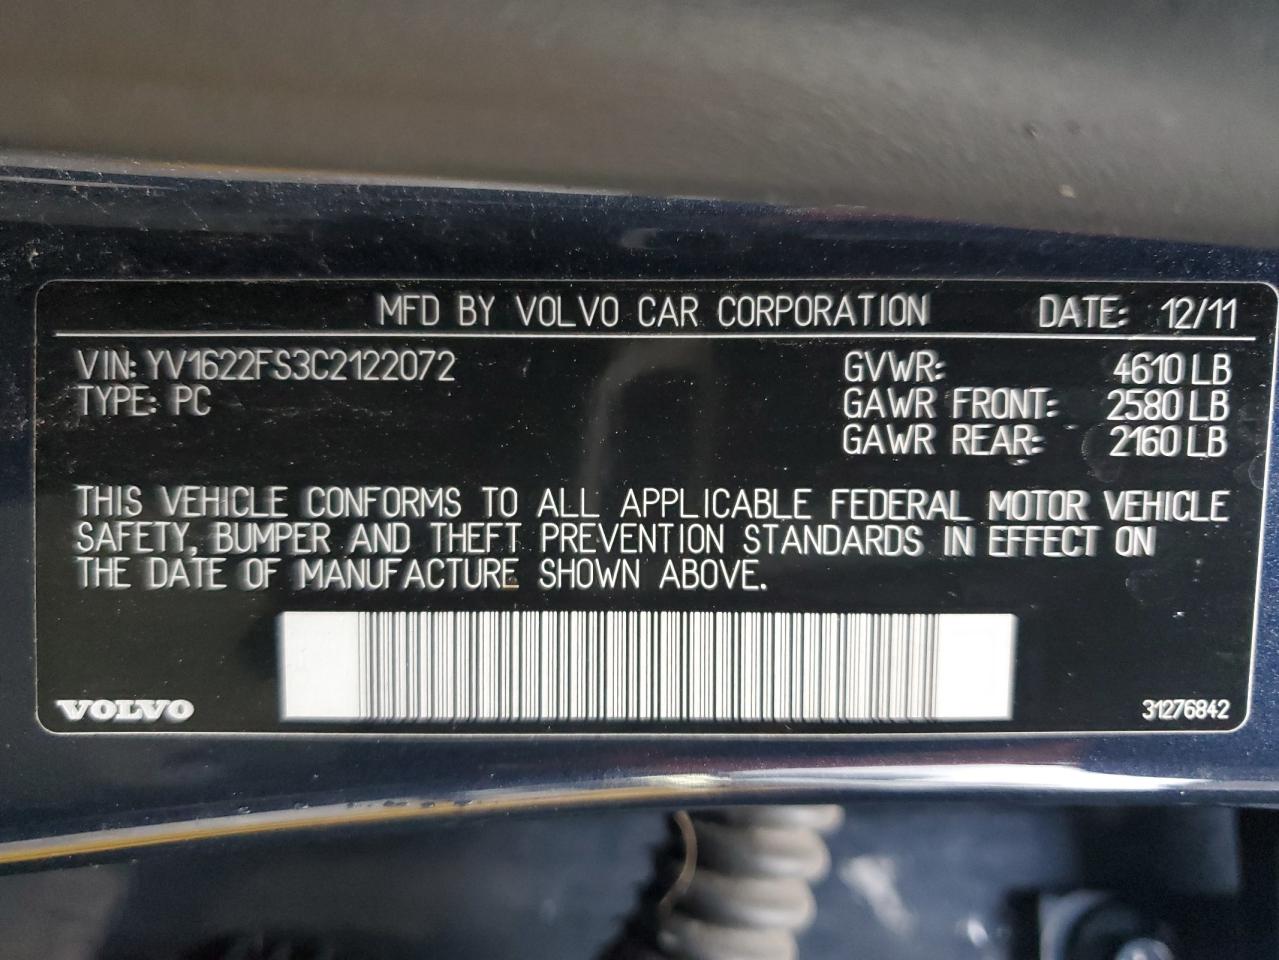 MFD BY VOLVO CAR CORPORATION DATE: 12/11
VIN: YV1622FS3C2122072 GVWR: 4610 LB
TYPE: PC GAWR FRONT: 2580 LB
GAWR REAR: 2160 LB
THIS VEHICLE CONFORMS TO ALL APPLICABLE FEDERAL MOTOR VEHICLE
SAFETY, BUMPER AND THEFT PREVENTION STANDARDS IN EFFECT ON
THE DATE OF MANUFACTURE SHOWN ABOVE.
VOLVO 31276842